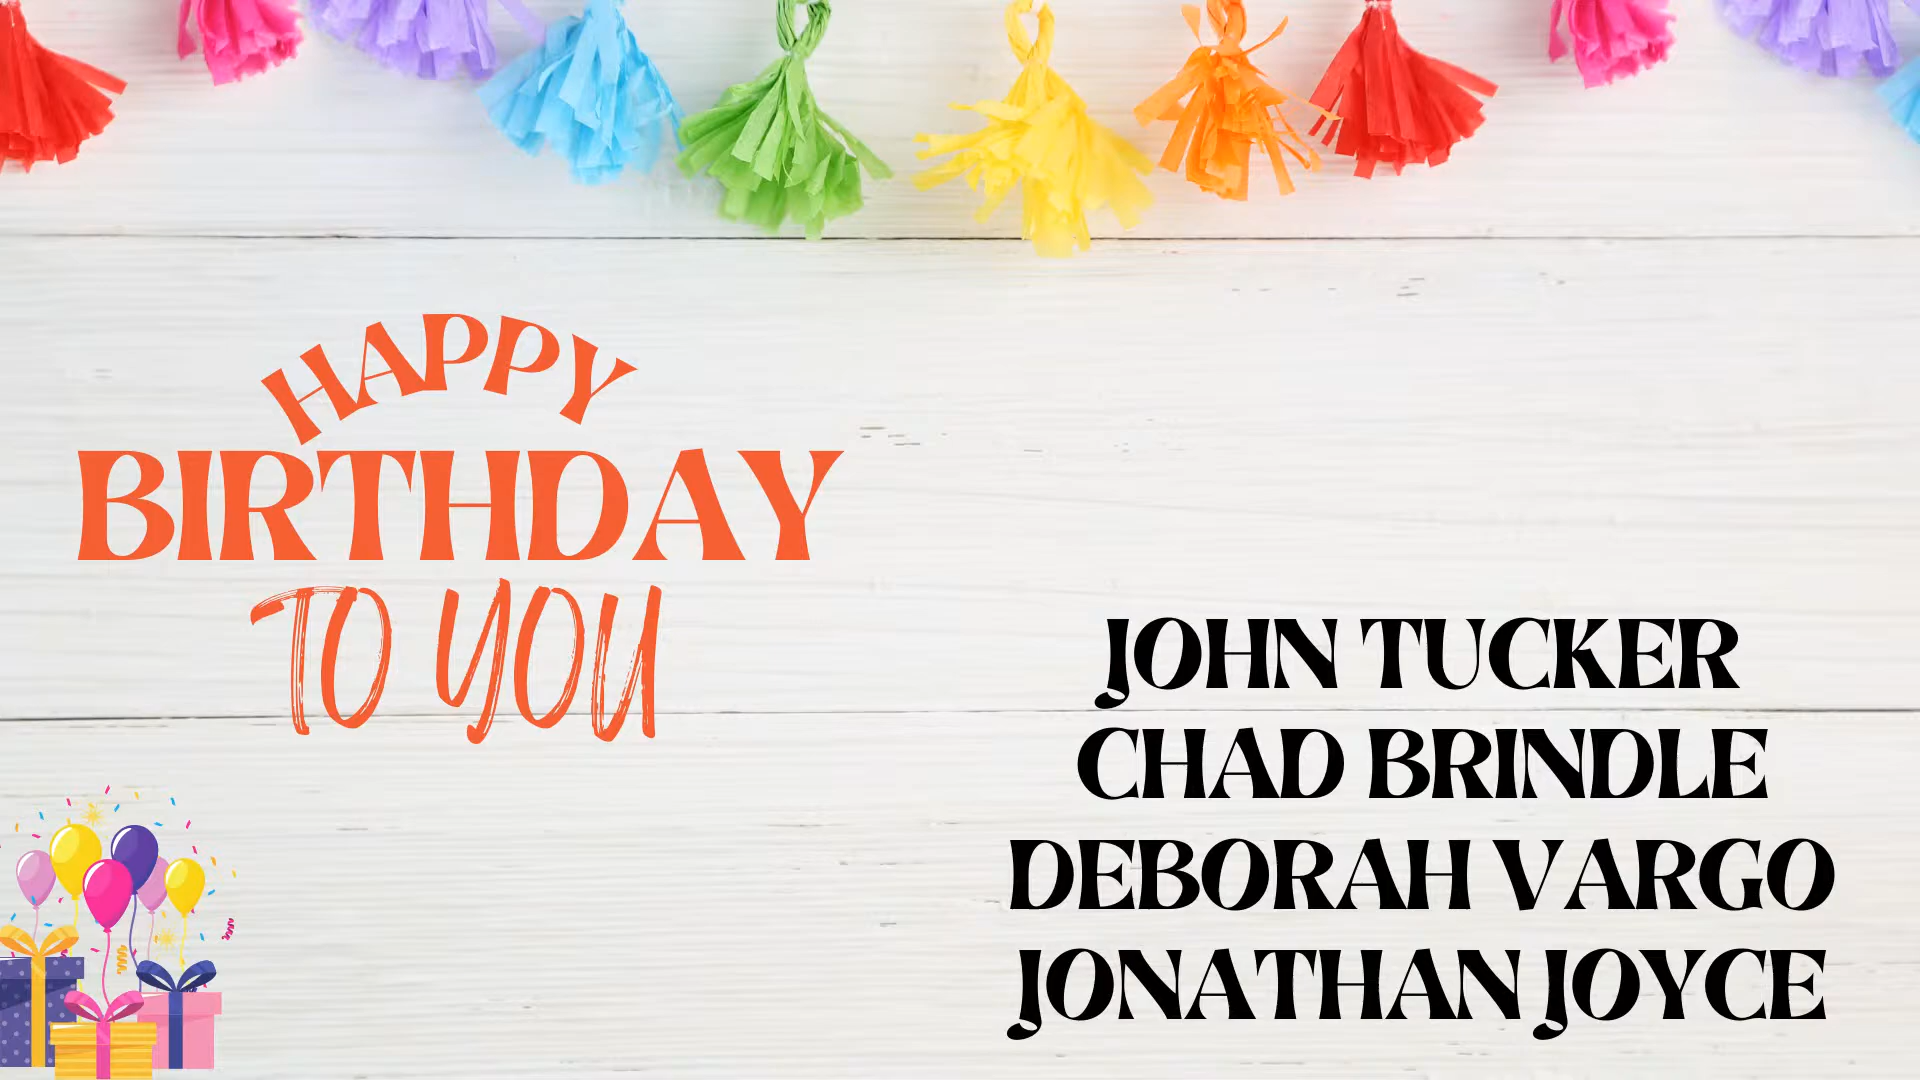 HAPPY
BIRTHDAY
TO YOU
JOHN TUCKER
CHAD BRINDLE
DEBORAH VARGO
JONATHAN JOYCE